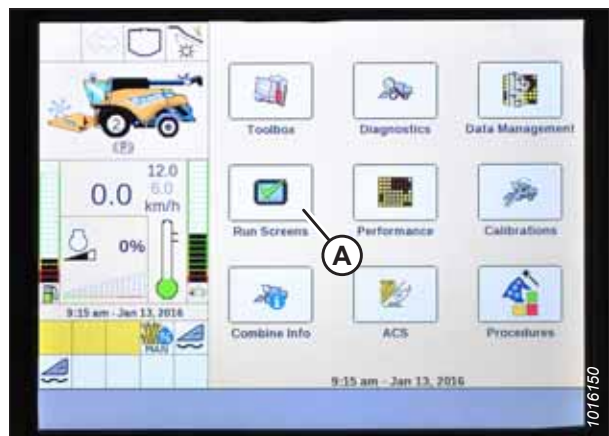 2
(P)
12.0
0.0 6.0
km/h
0%
9:15 am - Jan 13, 2016
MAN
Toolbox Diagnostics Data Management
Run Screens Performance Calibrations
A
Combine Info ACS Procedures
9:15 am - Jan 13, 2016
1016150